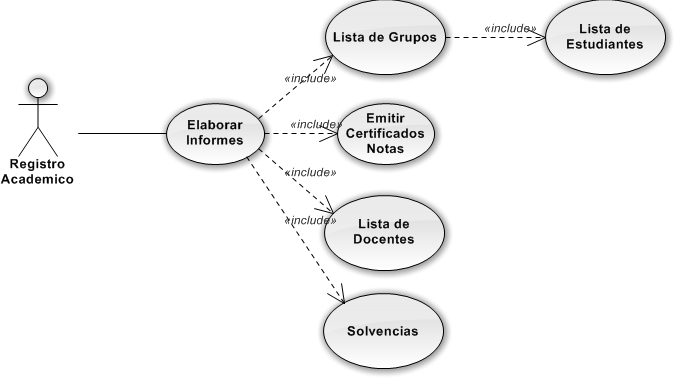 Lista de Grupos
«include»
Lista de
Estudiantes
«include»
Elaborar
Informes
«include»
Emitir
Certificados
Notas
Registro
Academico
«include»
Lista de
Docentes
«include»
Solvencias